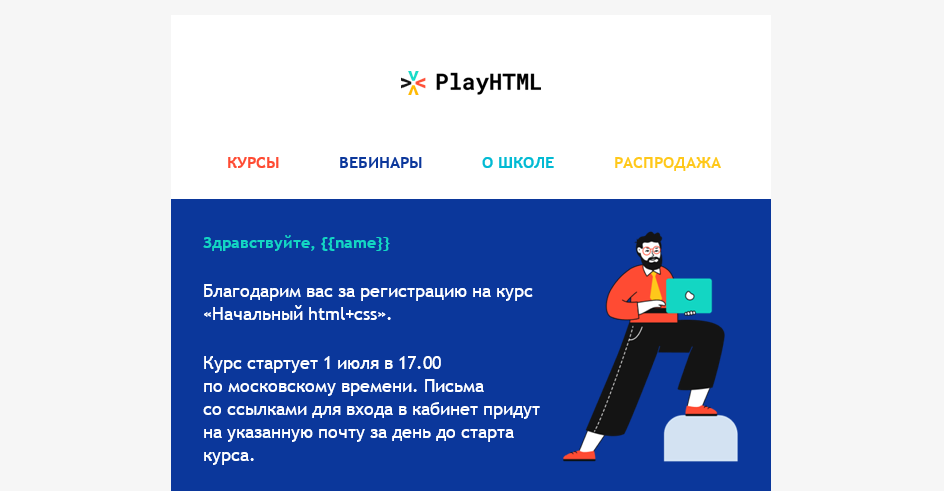 PlayHTML
КУРСЫ ВЕБИНАРЫ О ШКОЛЕ РАСПРОДАЖА
Здравствуйте, {{name}}
Благодарим вас за регистрацию на курс
«Начальный html+css».
Курс стартует 1 июля в 17.00
по московскому времени. Письма
со ссылками для входа в кабинет придут
на указанную почту за день до старта
курса.